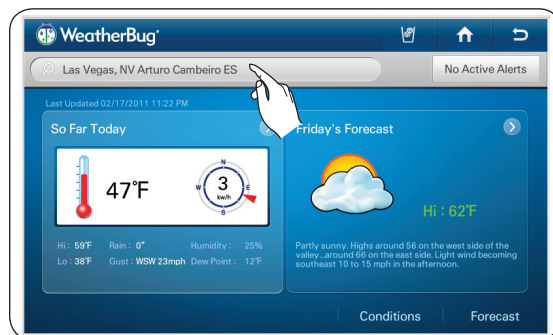 WeatherBug®
Las Vegas, NV Arturo Cambeiro ES
No Active Alerts
Last Updated 02/17/2011 11:22 PM
So Far Today
47°F
N
W
E
S
3
kw/h
Hi : 59°F Rain : 0" Humidity : 25%
Lo : 38°F Gust : WSW 23mph Dew Point : 12°F
Friday's Forecast
Hi : 62°F
Partly sunny. Highs around 56 on the west side of the
valley...around 66 on the east side. Light wind becoming
southeast 10 to 15 mph in the afternoon.
Conditions
Forecast